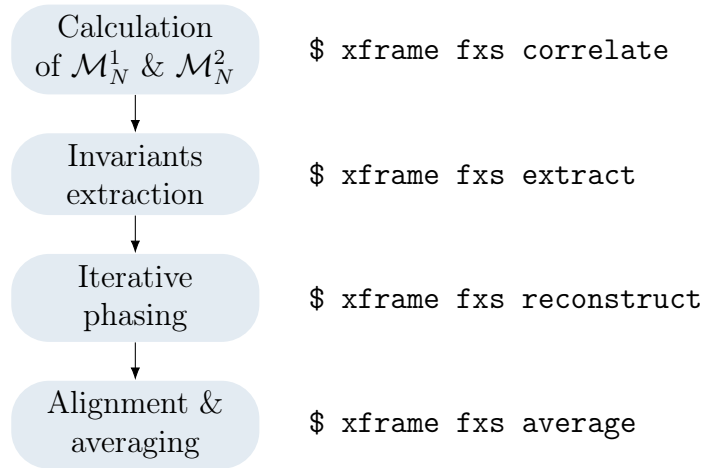 Calculation
of $\mathcal{M}_N^1$ & $\mathcal{M}_N^2$
$ xframe fxs correlate
Invariants
extraction
$ xframe fxs extract
Iterative
phasing
$ xframe fxs reconstruct
Alignment &
averaging
$ xframe fxs average